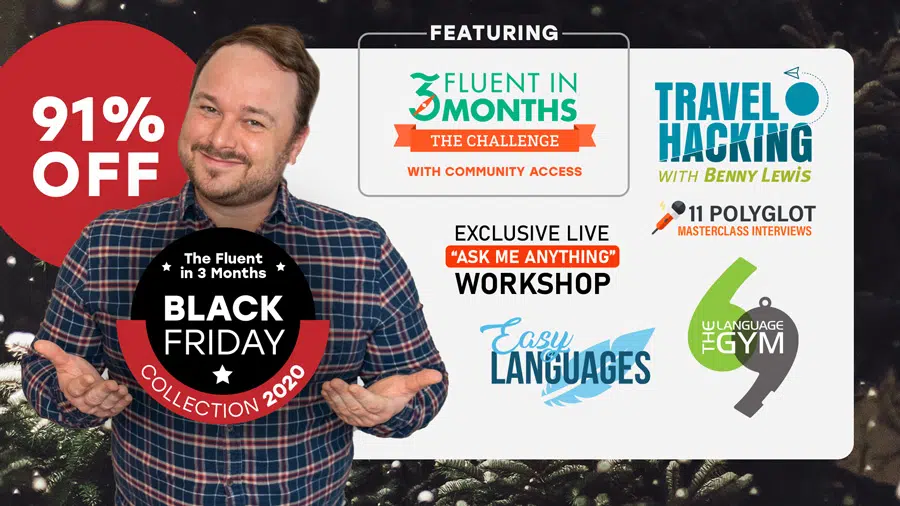 91%
OFF
The Fluent
in 3 Months
BLACK
FRIDAY
COLLECTION 2020
FEATURING
FLUENT IN
3 MONTHS
THE CHALLENGE
WITH COMMUNITY ACCESS
TRAVEL
HACKING
WITH BENNY LEWIS
11 POLYGLOT
MASTERCLASS INTERVIEWS
EXCLUSIVE LIVE
"ASK ME ANYTHING"
WORKSHOP
Easy
LANGUAGES
THE LANGUAGE
GYM